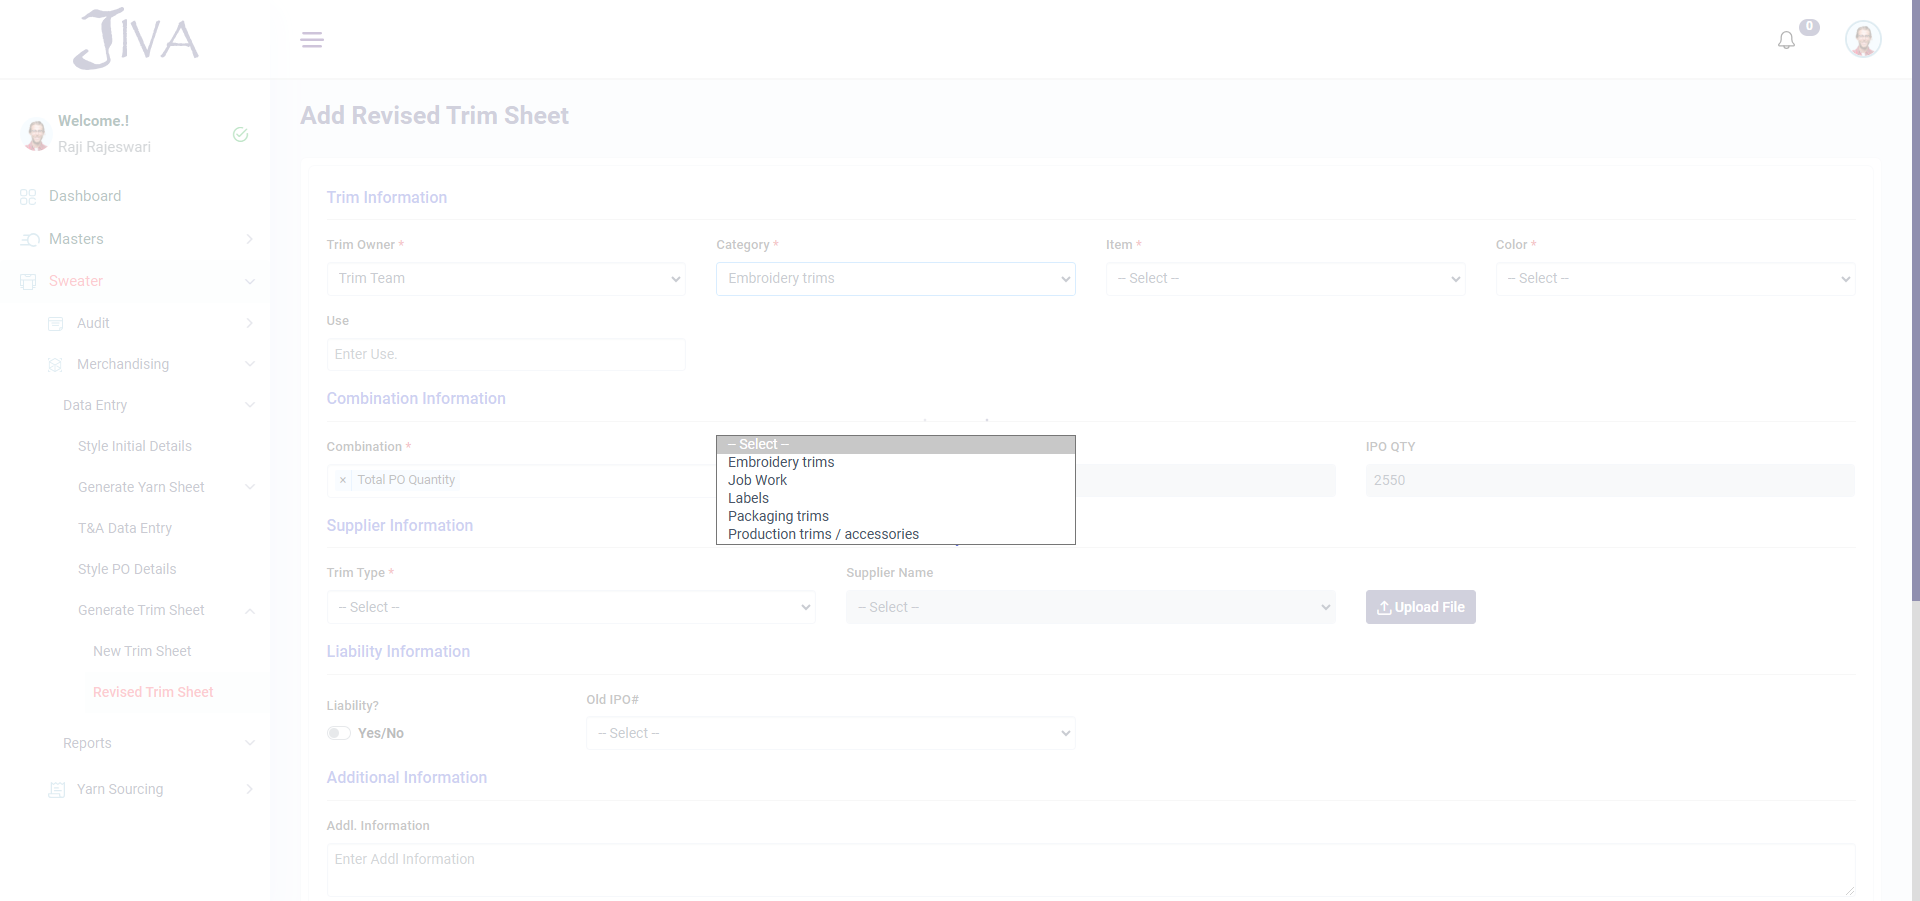 JIVA
0
Welcome.!
Raji Rajeswari
Dashboard
Masters
Sweater
Audit
Merchandising
Data Entry
Style Initial Details
Generate Yarn Sheet
T&A Data Entry
Style PO Details
Generate Trim Sheet
New Trim Sheet
Revised Trim Sheet
Reports
Yarn Sourcing
Add Revised Trim Sheet
Trim Information
Trim Owner * Category * Item * Color *
Trim Team Embroidery trims -- Select -- -- Select --
Use
Enter Use.
Combination Information
Combination * IPO QTY
× Total PO Quantity 2550
-- Select --
Embroidery trims
Job Work
Labels
Packaging trims
Production trims / accessories
Supplier Information
Trim Type * Supplier Name
-- Select -- -- Select -- Upload File
Liability Information
Liability? Old IPO#
Yes/No -- Select --
Additional Information
Addl. Information
Enter Addl Information